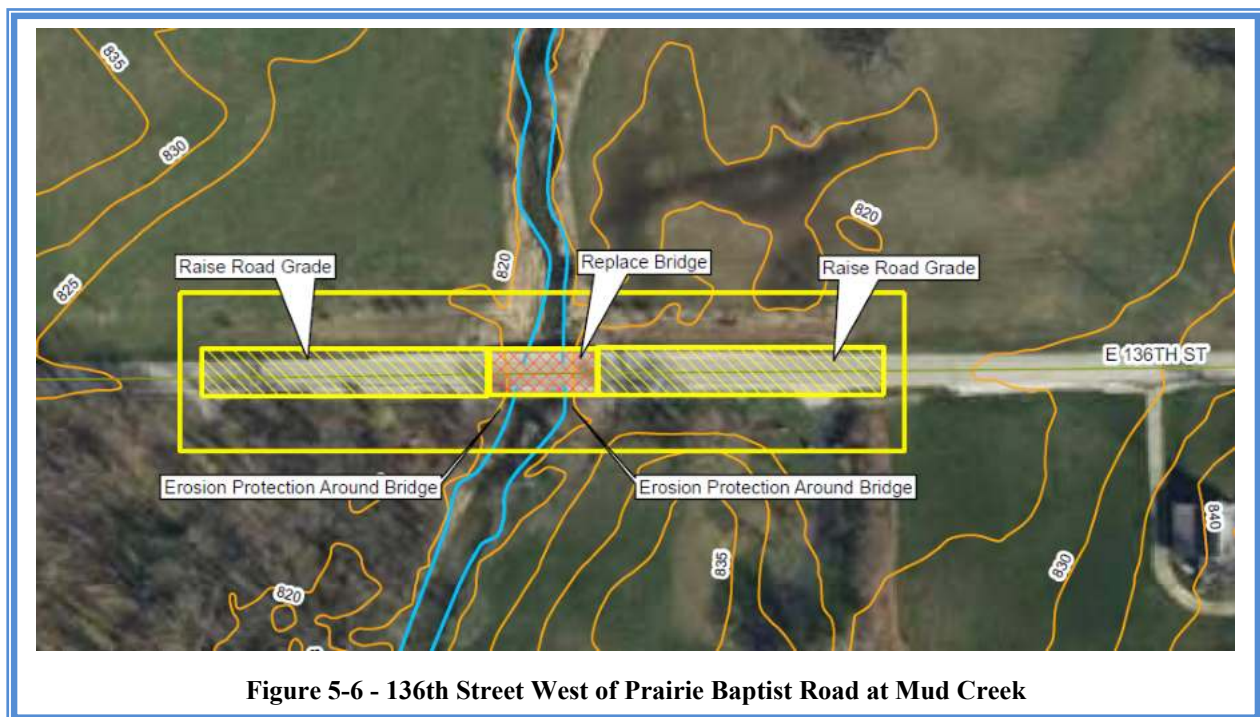 835
830
825
820
820
Raise Road Grade
Replace Bridge
Raise Road Grade
E 136TH ST
Erosion Protection Around Bridge
Erosion Protection Around Bridge
820
835
830
840
Figure 5-6 - 136th Street West of Prairie Baptist Road at Mud Creek